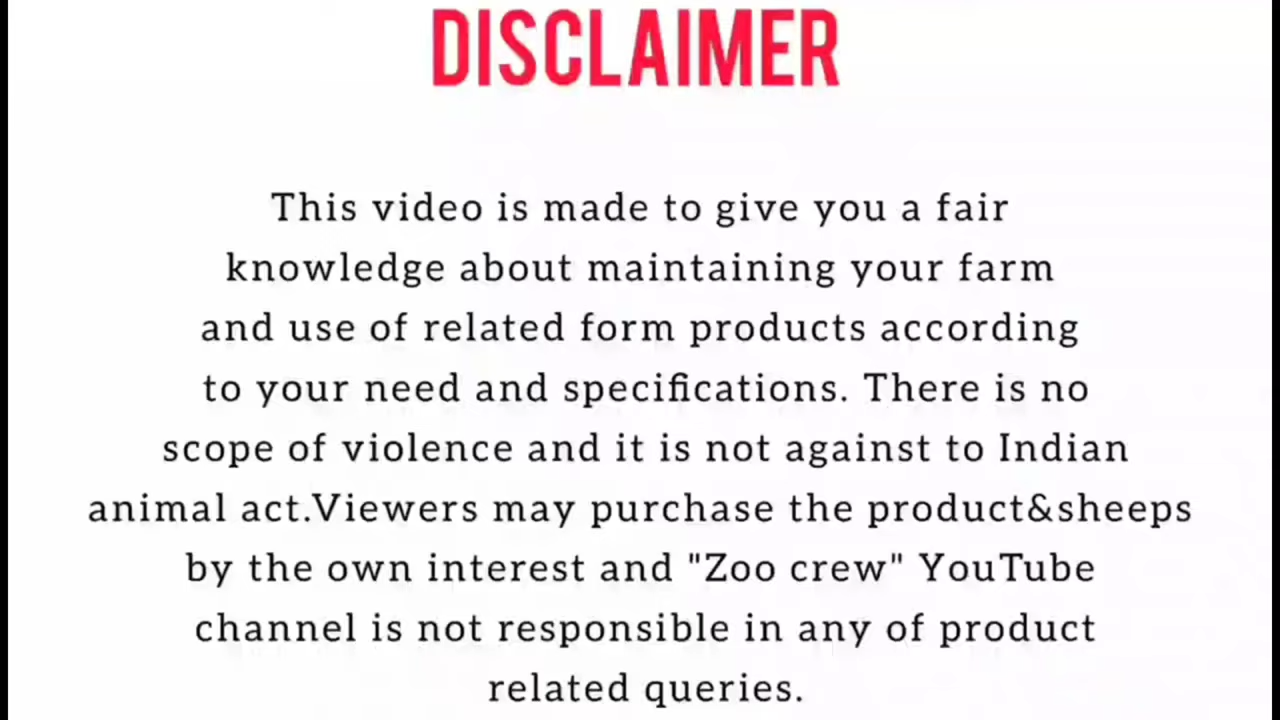 DISCLAIMER
This video is made to give you a fair
knowledge about maintaining your farm
and use of related form products according
to your need and specifications. There is no
scope of violence and it is not against to Indian
animal act.Viewers may purchase the product&sheeps
by the own interest and "Zoo crew" YouTube
channel is not responsible in any of product
related queries.